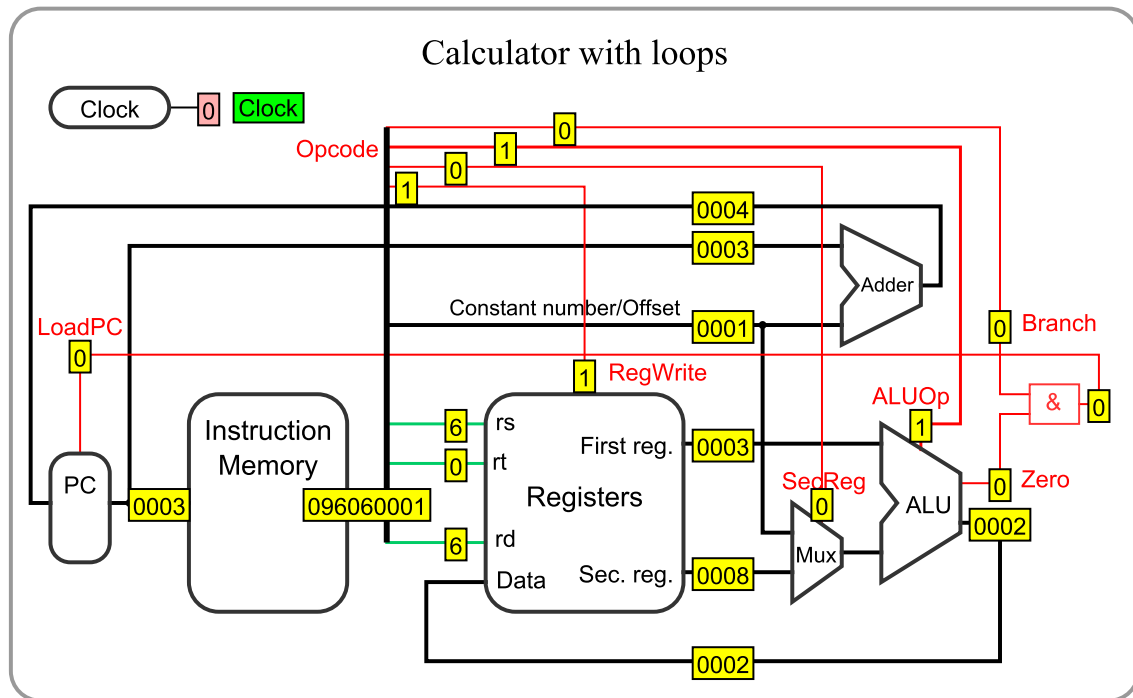 Calculator with loops
Clock
0
Clock
Opcode
0
1
0
1
0004
0003
Adder
Constant number/Offset
0001
LoadPC
0
0
Branch
1
RegWrite
ALUOp
1
&
0
PC
0003
Instruction
Memory
096060001
6
rs
0
rt
First reg.
0003
Registers
SecReg
0
ALU
0
Zero
0002
6
rd
Mux
Data
Sec. reg.
0008
0002